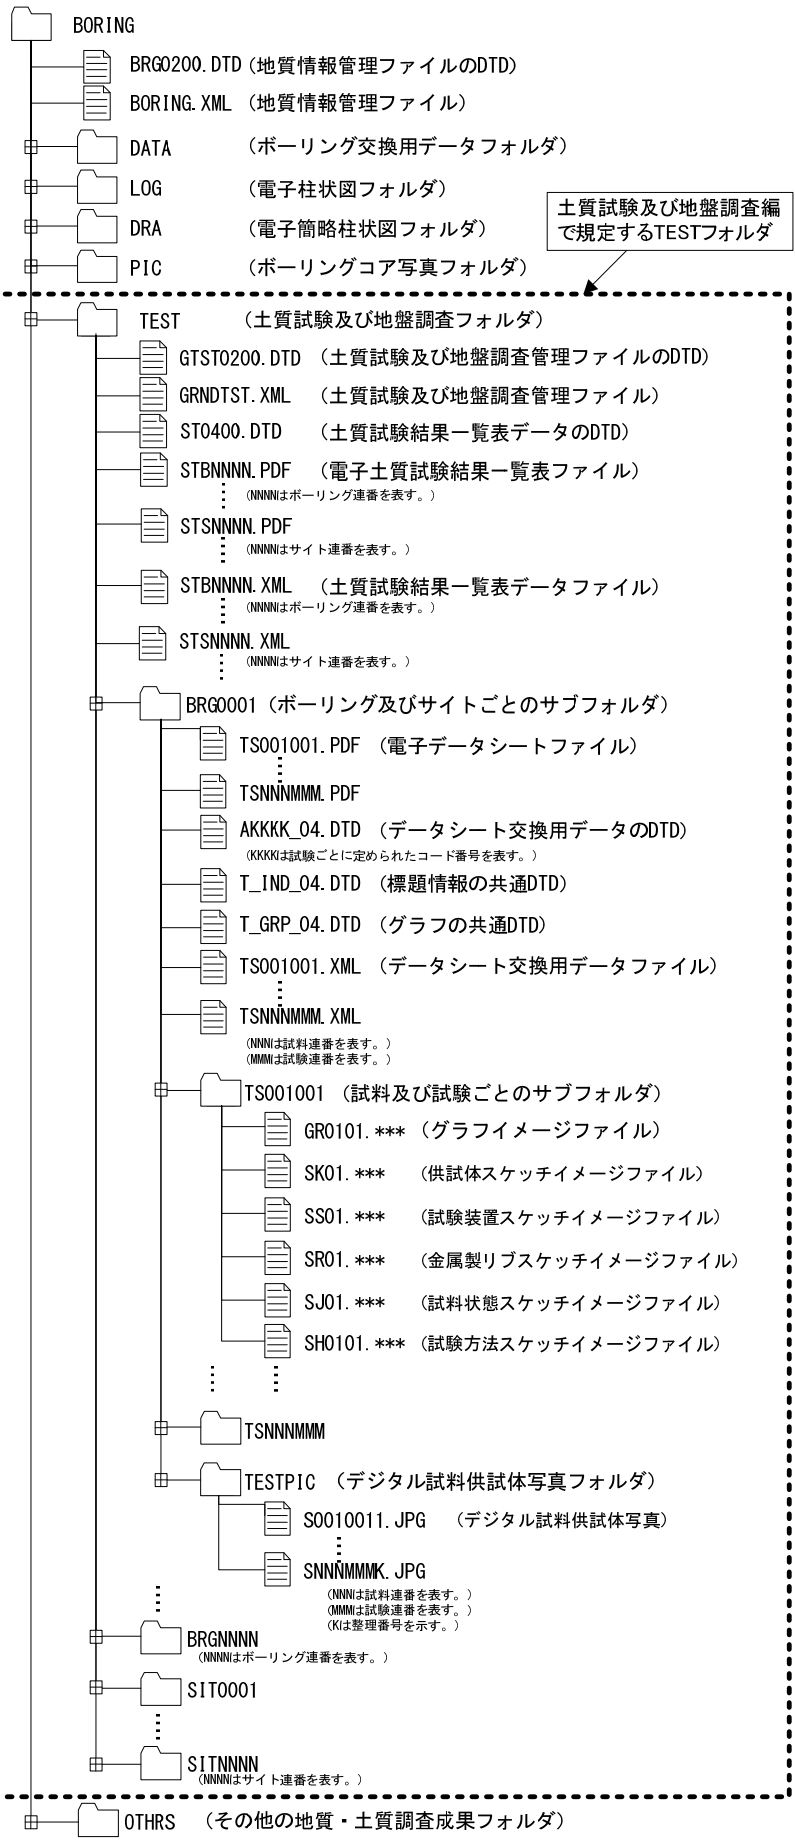 BORING
BRG0200.DTD（地質情報管理ファイルのDTD）
BORING.XML（地質情報管理ファイル）
DATA （ボーリング交換用データフォルダ）
LOG （電子柱状図フォルダ）
DRA （電子簡略柱状図フォルダ）
PIC （ボーリングコア写真フォルダ）
土質試験及び地盤調査編
で規定するTESTフォルダ
TEST （土質試験及び地盤調査フォルダ）
GTST0200.DTD （土質試験及び地盤調査管理ファイルのDTD）
GRNDTST.XML （土質試験及び地盤調査管理ファイル）
ST0400.DTD （土質試験結果一覧表データのDTD）
STBNNNN.PDF （電子土質試験結果一覧表ファイル）
（NNNNはボーリング連番を表す。）
STSNNNN.PDF
（NNNNはサイト連番を表す。）
STBNNNN.XML （土質試験結果一覧表データファイル）
（NNNNはボーリング連番を表す。）
STSNNNN.XML
（NNNNはサイト連番を表す。）
BRG0001（ボーリング及びサイトごとのサブフォルダ）
TS001001.PDF （電子データシートファイル）
TSNNNMMM.PDF
AKKKK_04.DTD （データシート交換用データのDTD）
（KKKKは試験ごとに定められたコード番号を表す。）
T_IND_04.DTD （標題情報の共通DTD）
T_GRP_04.DTD （グラフの共通DTD）
TS001001.XML （データシート交換用データファイル）
TSNNNMMM.XML
（NNNは試料連番を表す。）
（MMMは試験連番を表す。）
TS001001 （試料及び試験ごとのサブフォルダ）
GR0101.***（グラフイメージファイル）
SK01.*** （供試体スケッチイメージファイル）
SS01.*** （試験装置スケッチイメージファイル）
SR01.*** （金属製リブスケッチイメージファイル）
SJ01.*** （試料状態スケッチイメージファイル）
SH0101.***（試験方法スケッチイメージファイル）
TSNNNMMM
TESTPIC （デジタル試料供試体写真フォルダ）
S0010011.JPG （デジタル試料供試体写真）
SNNNMMMK.JPG
（NNNは試料連番を表す。）
（MMMは試験連番を表す。）
（Kは整理番号を示す。）
BRGNNNN
（NNNNはボーリング連番を表す。）
SIT0001
SITNNNN
（NNNNはサイト連番を表す。）
OTHRS （その他の地質・土質調査成果フォルダ）